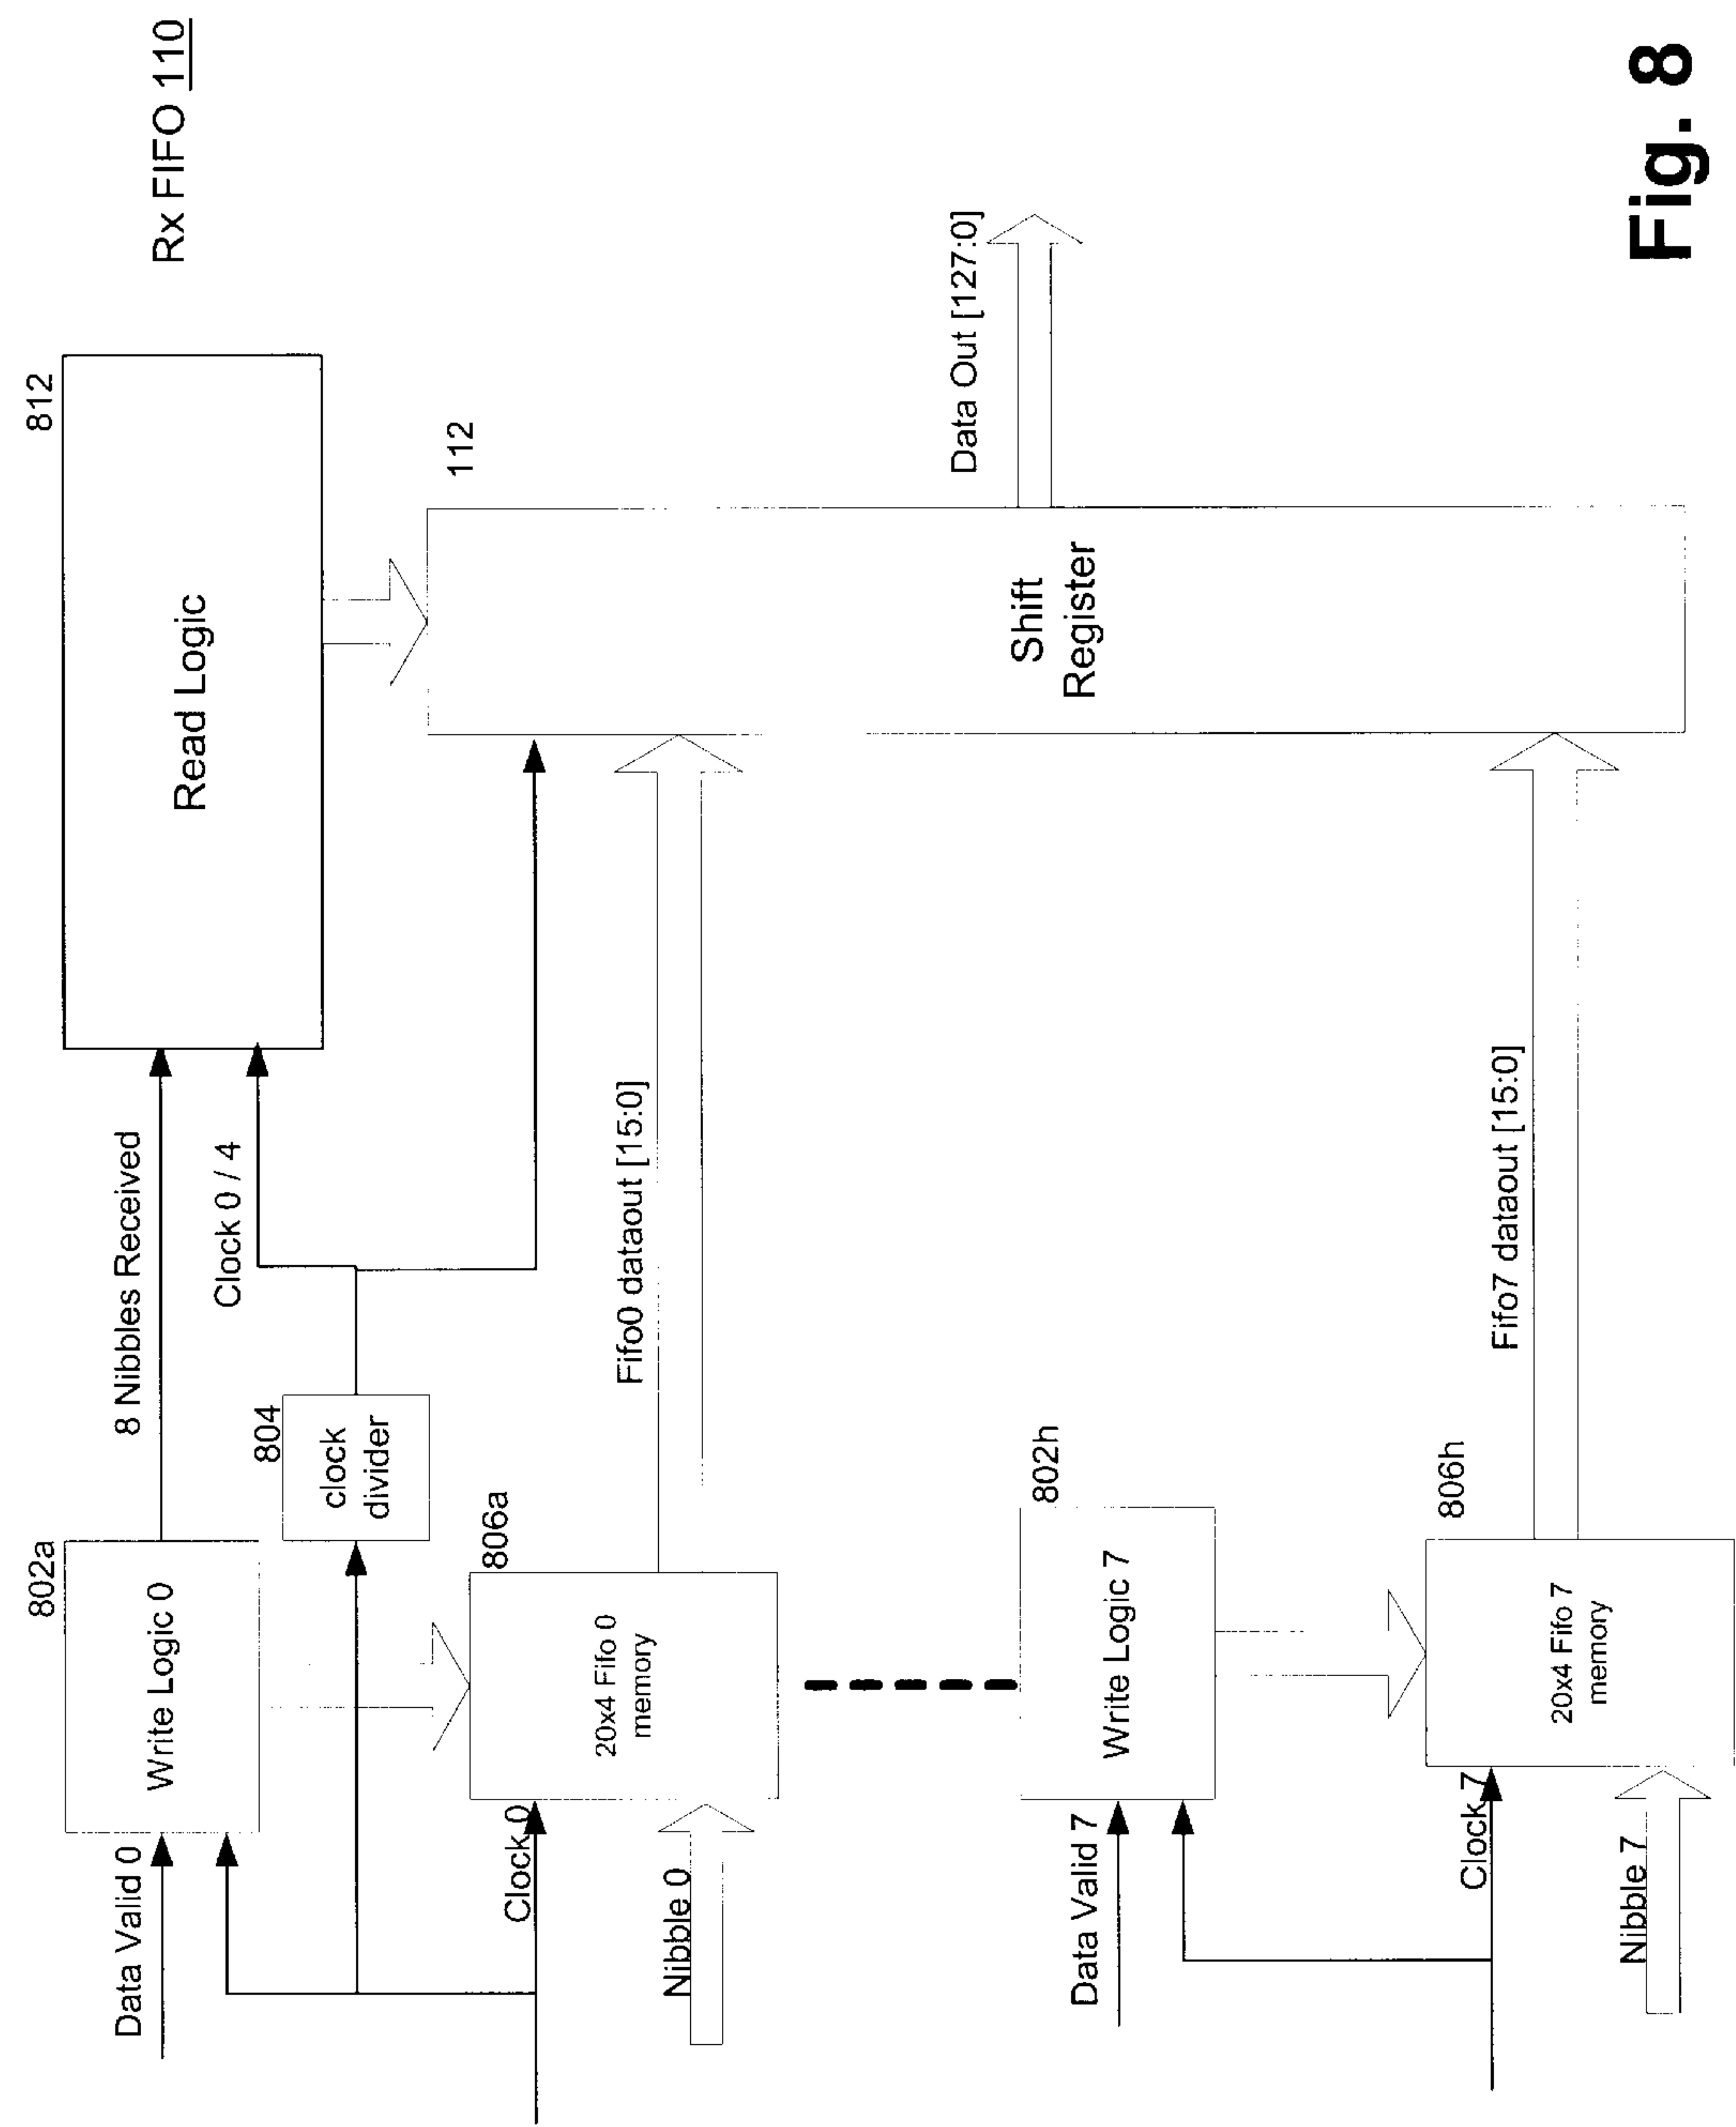 Rx FIFO 110
812
Read Logic
8 Nibbles Received
Clock 0 / 4
802a
Write Logic 0
Data Valid 0
804
clock
divider
112
Shift
Register
Data Out [127:0]
806a
20x4 Fifo 0
memory
Clock 0
Nibble 0
Fifo0 dataout [15:0]
802h
Write Logic 7
Data Valid 7
806h
20x4 Fifo 7
memory
Clock 7
Nibble 7
Fifo7 dataout [15:0]
Fig. 8